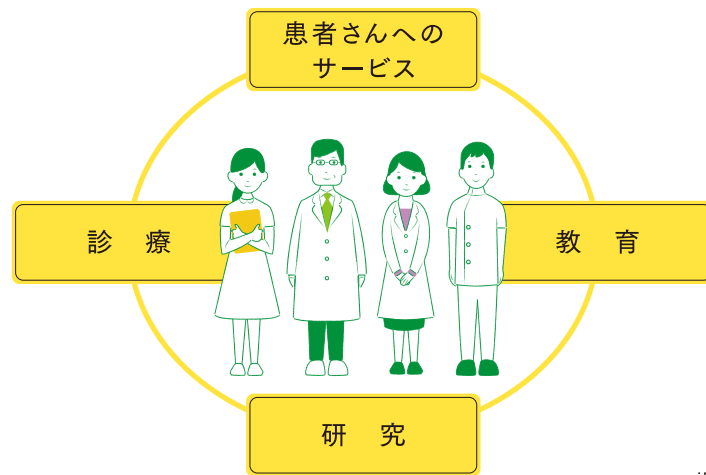 患者さんへの
サービス
診 療
教 育
研 究